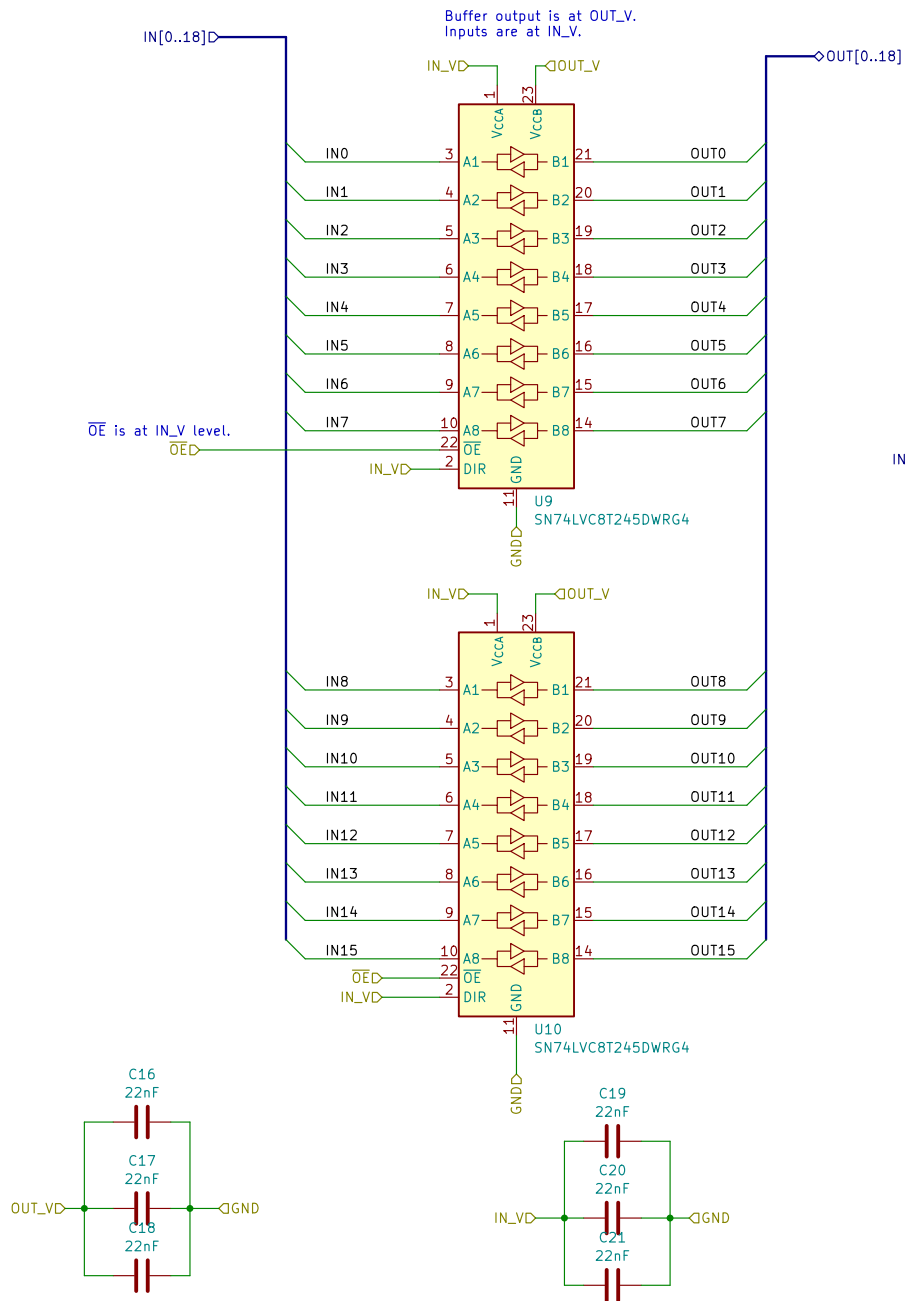 Buffer output is at OUT_V.
Inputs are at IN_V.
IN[0..18]
OUT[0..18]
IN_V
OUT_V
1
23
VCCA
VCCB
IN0 3 A1 B1 21 OUT0
IN1 4 A2 B2 20 OUT1
IN2 5 A3 B3 19 OUT2
IN3 6 A4 B4 18 OUT3
IN4 7 A5 B5 17 OUT4
IN5 8 A6 B6 16 OUT5
IN6 9 A7 B7 15 OUT6
IN7 10 A8 B8 14 OUT7
OE is at IN_V level.
OE 22 OE
IN_V 2 DIR
GND
11
IN
U9
SN74LVC8T245DWRG4
GND
IN_V
OUT_V
1
23
VCCA
VCCB
IN8 3 A1 B1 21 OUT8
IN9 4 A2 B2 20 OUT9
IN10 5 A3 B3 19 OUT10
IN11 6 A4 B4 18 OUT11
IN12 7 A5 B5 17 OUT12
IN13 8 A6 B6 16 OUT13
IN14 9 A7 B7 15 OUT14
IN15 10 A8 B8 14 OUT15
OE 22 OE
IN_V 2 DIR
GND
11
U10
SN74LVC8T245DWRG4
GND
C16
22nF
C17
22nF
OUT_V
GND
C18
22nF
C19
22nF
C20
22nF
IN_V
GND
C21
22nF